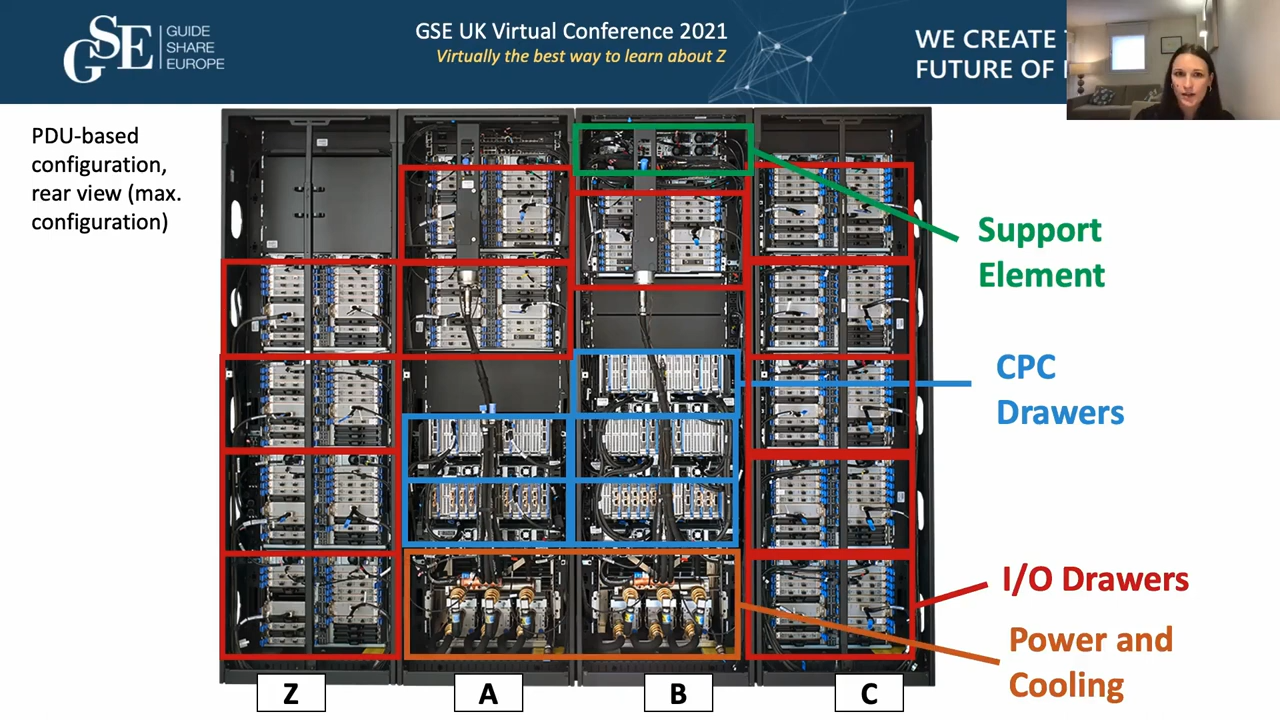 GSE
GUIDE
SHARE
EUROPE
GSE UK Virtual Conference 2021
Virtually the best way to learn about Z
WE CREATE
FUTURE OF
PDU-based
configuration,
rear view (max.
configuration)
Support
Element
CPC
Drawers
I/O Drawers
Power and
Cooling
Z
A
B
C